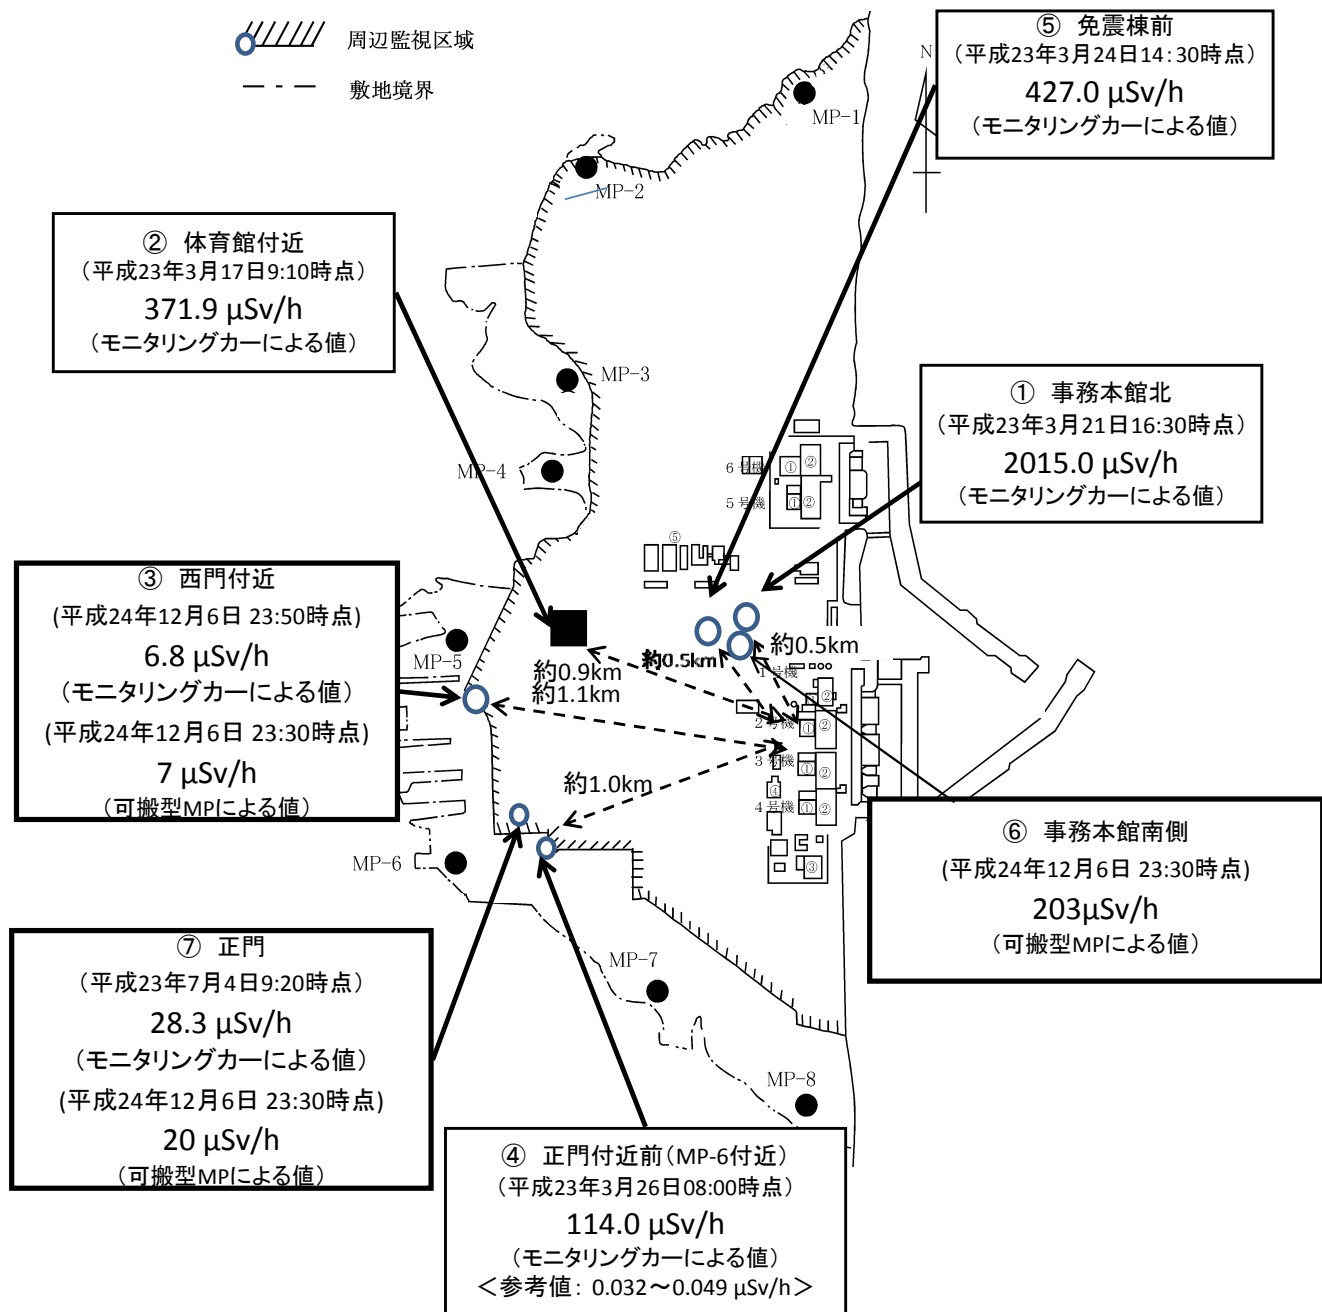 周辺監視区域
敷地境界
⑤ 免震棟前
(平成23年3月24日14:30時点)
427.0 μSv/h
(モニタリングカーによる値)
N
MP-1
MP-2
② 体育館付近
(平成23年3月17日9:10時点)
371.9 μSv/h
(モニタリングカーによる値)
MP-3
① 事務本館北
(平成23年3月21日16:30時点)
2015.0 μSv/h
(モニタリングカーによる値)
MP-4
6号機
① ②
5号機
① ②
⑤
③ 西門付近
(平成24年12月6日 23:50時点)
6.8 μSv/h
(モニタリングカーによる値)
(平成24年12月6日 23:30時点)
7 μSv/h
(可搬型MPによる値)
MP-5
約0.9km
約1.1km
約0.5km
約0.5km
1号機
②
2号機
① ②
3号機
① ②
約1.0km
④
4号機
① ②
③
MP-6
⑥ 事務本館南側
(平成24年12月6日 23:30時点)
203μSv/h
(可搬型MPによる値)
⑦ 正門
(平成23年7月4日9:20時点)
28.3 μSv/h
(モニタリングカーによる値)
(平成24年12月6日 23:30時点)
20 μSv/h
(可搬型MPによる値)
MP-7
MP-8
④ 正門付近前(MP-6付近)
(平成23年3月26日08:00時点)
114.0 μSv/h
(モニタリングカーによる値)
<参考値: 0.032～0.049 μSv/h>